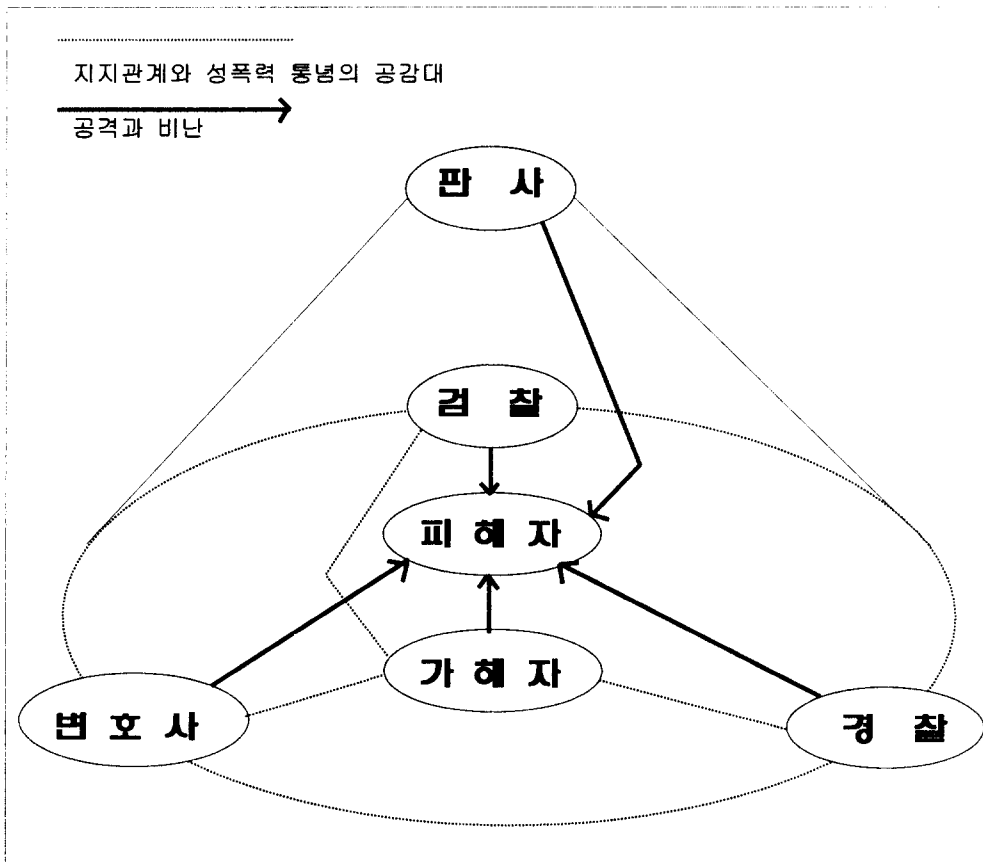 지지관계와 성폭력 통념의 공감대
공격과 비난
판 사
검 찰
피 해 자
가 해 자
변 호 사
경 찰